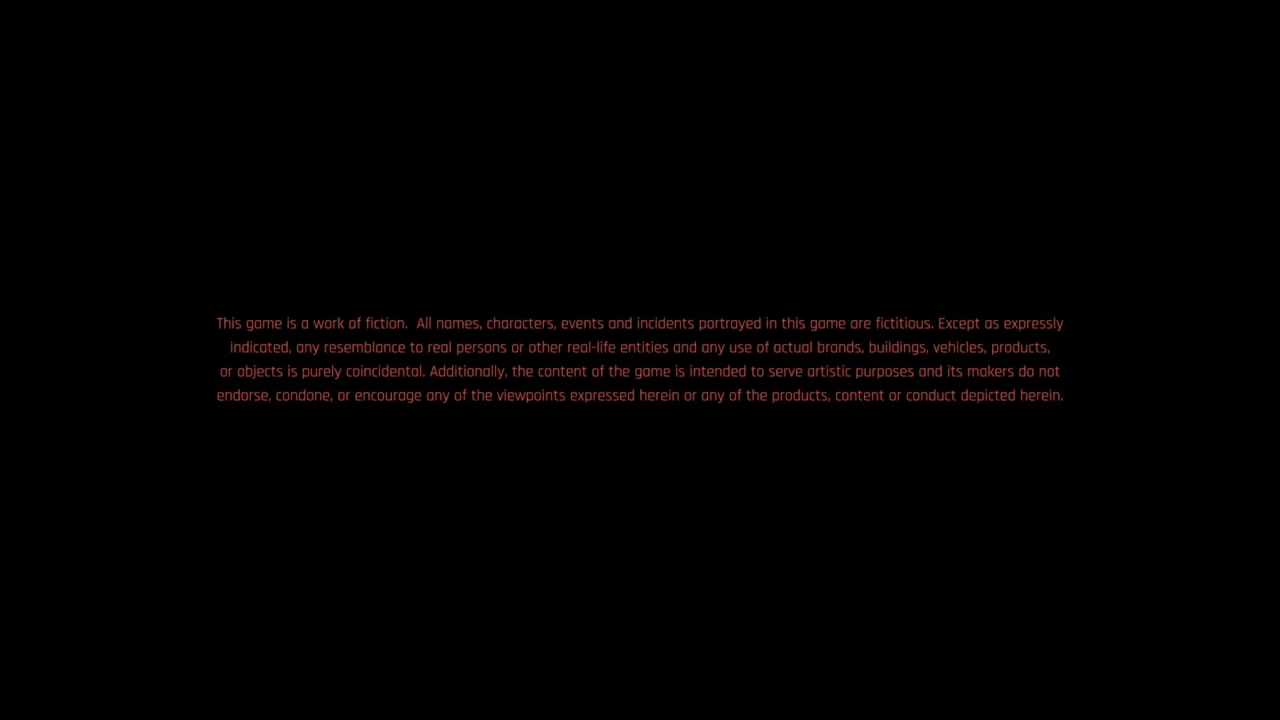 This game is a work of fiction.  All names, characters, events and incidents portrayed in this game are fictitious. Except as expressly
indicated, any resemblance to real persons or other real-life entities and any use of actual brands, buildings, vehicles, products,
or objects is purely coincidental. Additionally, the content of the game is intended to serve artistic purposes and its makers do not
endorse, condone, or encourage any of the viewpoints expressed herein or any of the products, content or conduct depicted herein.